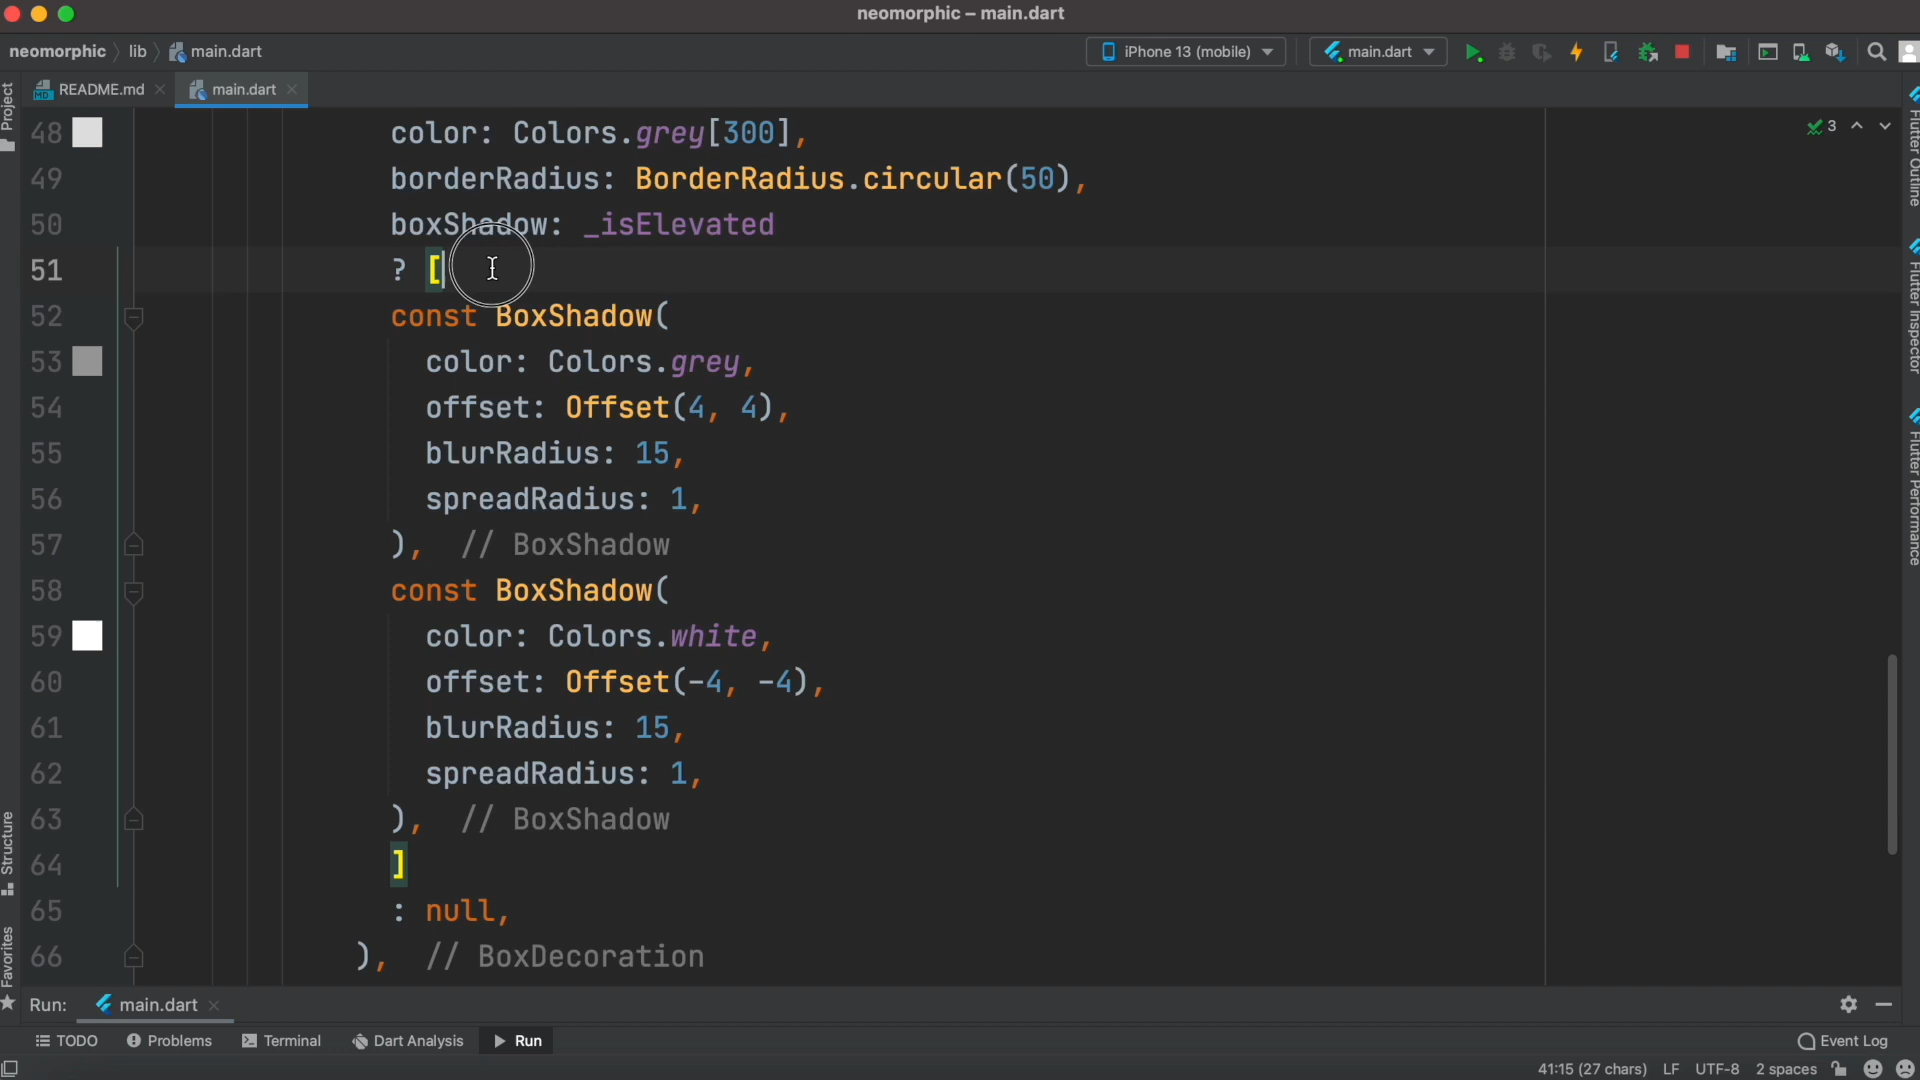 neomorphic – main.dart
neomorphic lib main.dart
iPhone 13 (mobile) main.dart
README.md main.dart
Project
48 color: Colors.grey[300],
49 borderRadius: BorderRadius.circular(50),
50 boxShadow: _isElevated
51 ? [
52 const BoxShadow(
53 color: Colors.grey,
54 offset: Offset(4, 4),
55 blurRadius: 15,
56 spreadRadius: 1,
57 ), // BoxShadow
58 const BoxShadow(
59 color: Colors.white,
60 offset: Offset(-4, -4),
61 blurRadius: 15,
62 spreadRadius: 1,
63 ), // BoxShadow
64 ]
65 : null,
66 ), // BoxDecoration
3
Flutter Outline
Flutter Inspector
Flutter Performance
Structure
Favorites
Run: main.dart
TODO Problems Terminal Dart Analysis Run Event Log
41:15 (27 chars) LF UTF-8 2 spaces